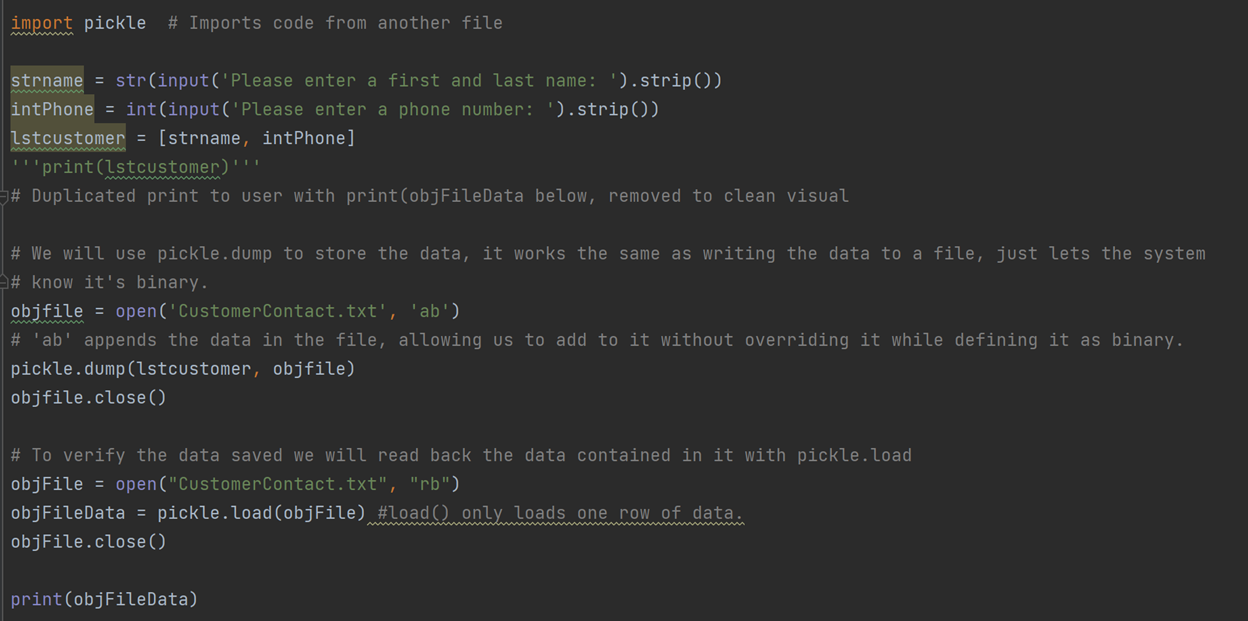 import pickle  # Imports code from another file
strname = str(input('Please enter a first and last name: ').strip())
intPhone = int(input('Please enter a phone number: ').strip())
lstcustomer = [strname, intPhone]
'''print(lstcustomer)'''
# Duplicated print to user with print(objFileData below, removed to clean visual
# We will use pickle.dump to store the data, it works the same as writing the data to a file, just lets the system
# know it's binary.
objfile = open('CustomerContact.txt', 'ab')
# 'ab' appends the data in the file, allowing us to add to it without overriding it while defining it as binary.
pickle.dump(lstcustomer, objfile)
objfile.close()
# To verify the data saved we will read back the data contained in it with pickle.load
objFile = open("CustomerContact.txt", "rb")
objFileData = pickle.load(objFile) #load() only loads one row of data.
objFile.close()
print(objFileData)